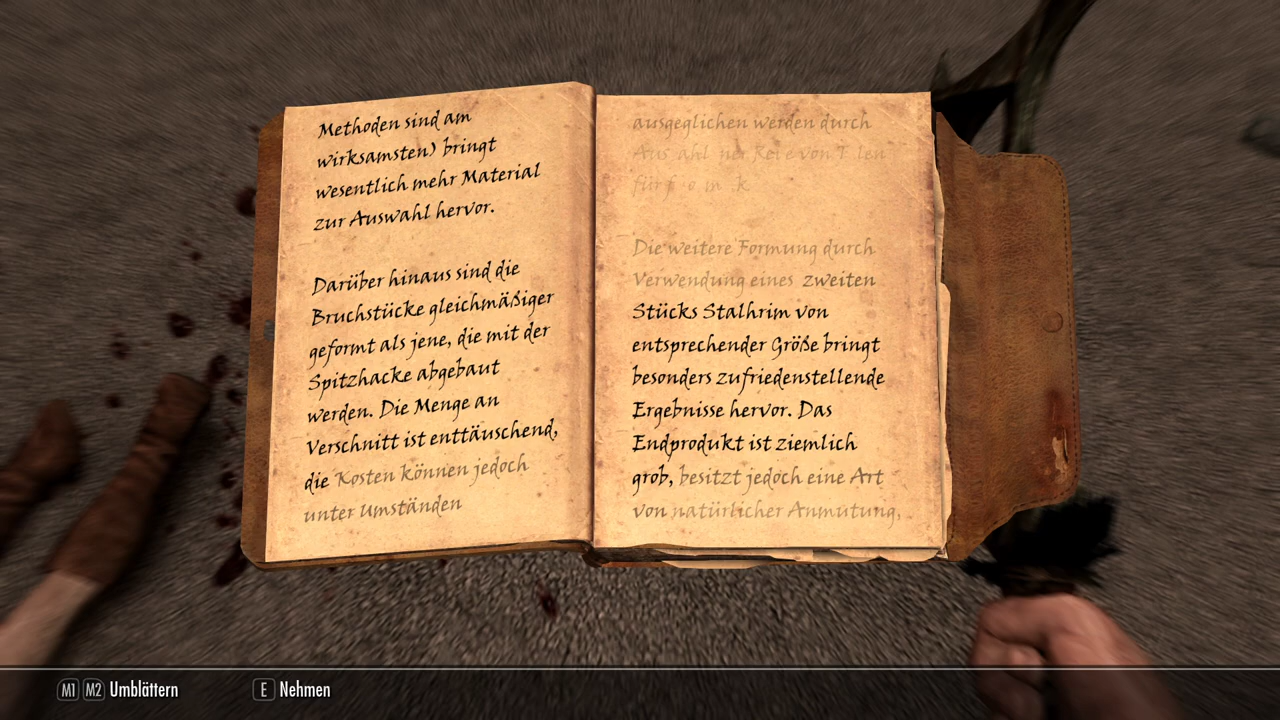 Methoden sind am
wirksamsten) bringt
wesentlich mehr Material
zur Auswahl hervor.
Darüber hinaus sind die
Bruchstücke gleichmäßiger
geformt als jene, die mit der
Spitzhacke abgebaut
werden. Die Menge an
Verschnitt ist enttäuschend,
die Kosten können jedoch
unter Umständen
ausgeglichen werden durch
von
Die weitere Formung durch
Verwendung eines zweiten
Stücks Stalhrim von
entsprechender Größe bringt
besonders zufriedenstellende
Ergebnisse hervor. Das
Endprodukt ist ziemlich
grob, besitzt jedoch eine Art
von natürlicher Anmutung,
M1 M2 Umblättern
E Nehmen